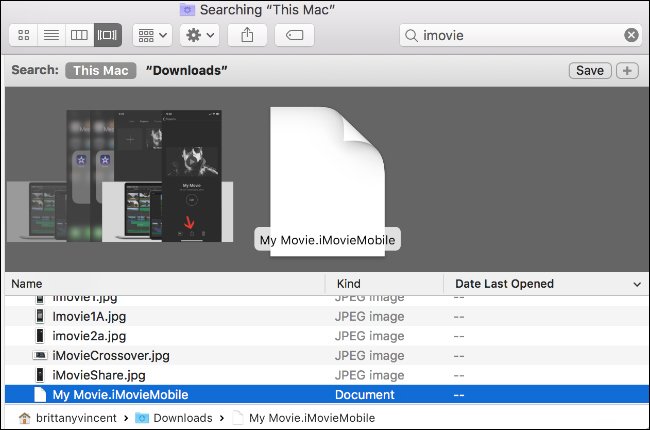 Searching “This Mac”
imovie
Search: This Mac “Downloads” Save +
My Movie
My Movie.iMovieMobile
Name Kind Date Last Opened
Imovie1.jpg JPEG image --
Imovie1A.jpg JPEG image --
imovie2a.jpg JPEG image --
iMovieCrossover.jpg JPEG image --
iMovieShare.jpg JPEG image --
My Movie.iMovieMobile Document --
brittanyvincent › Downloads › My Movie.iMovieMobile